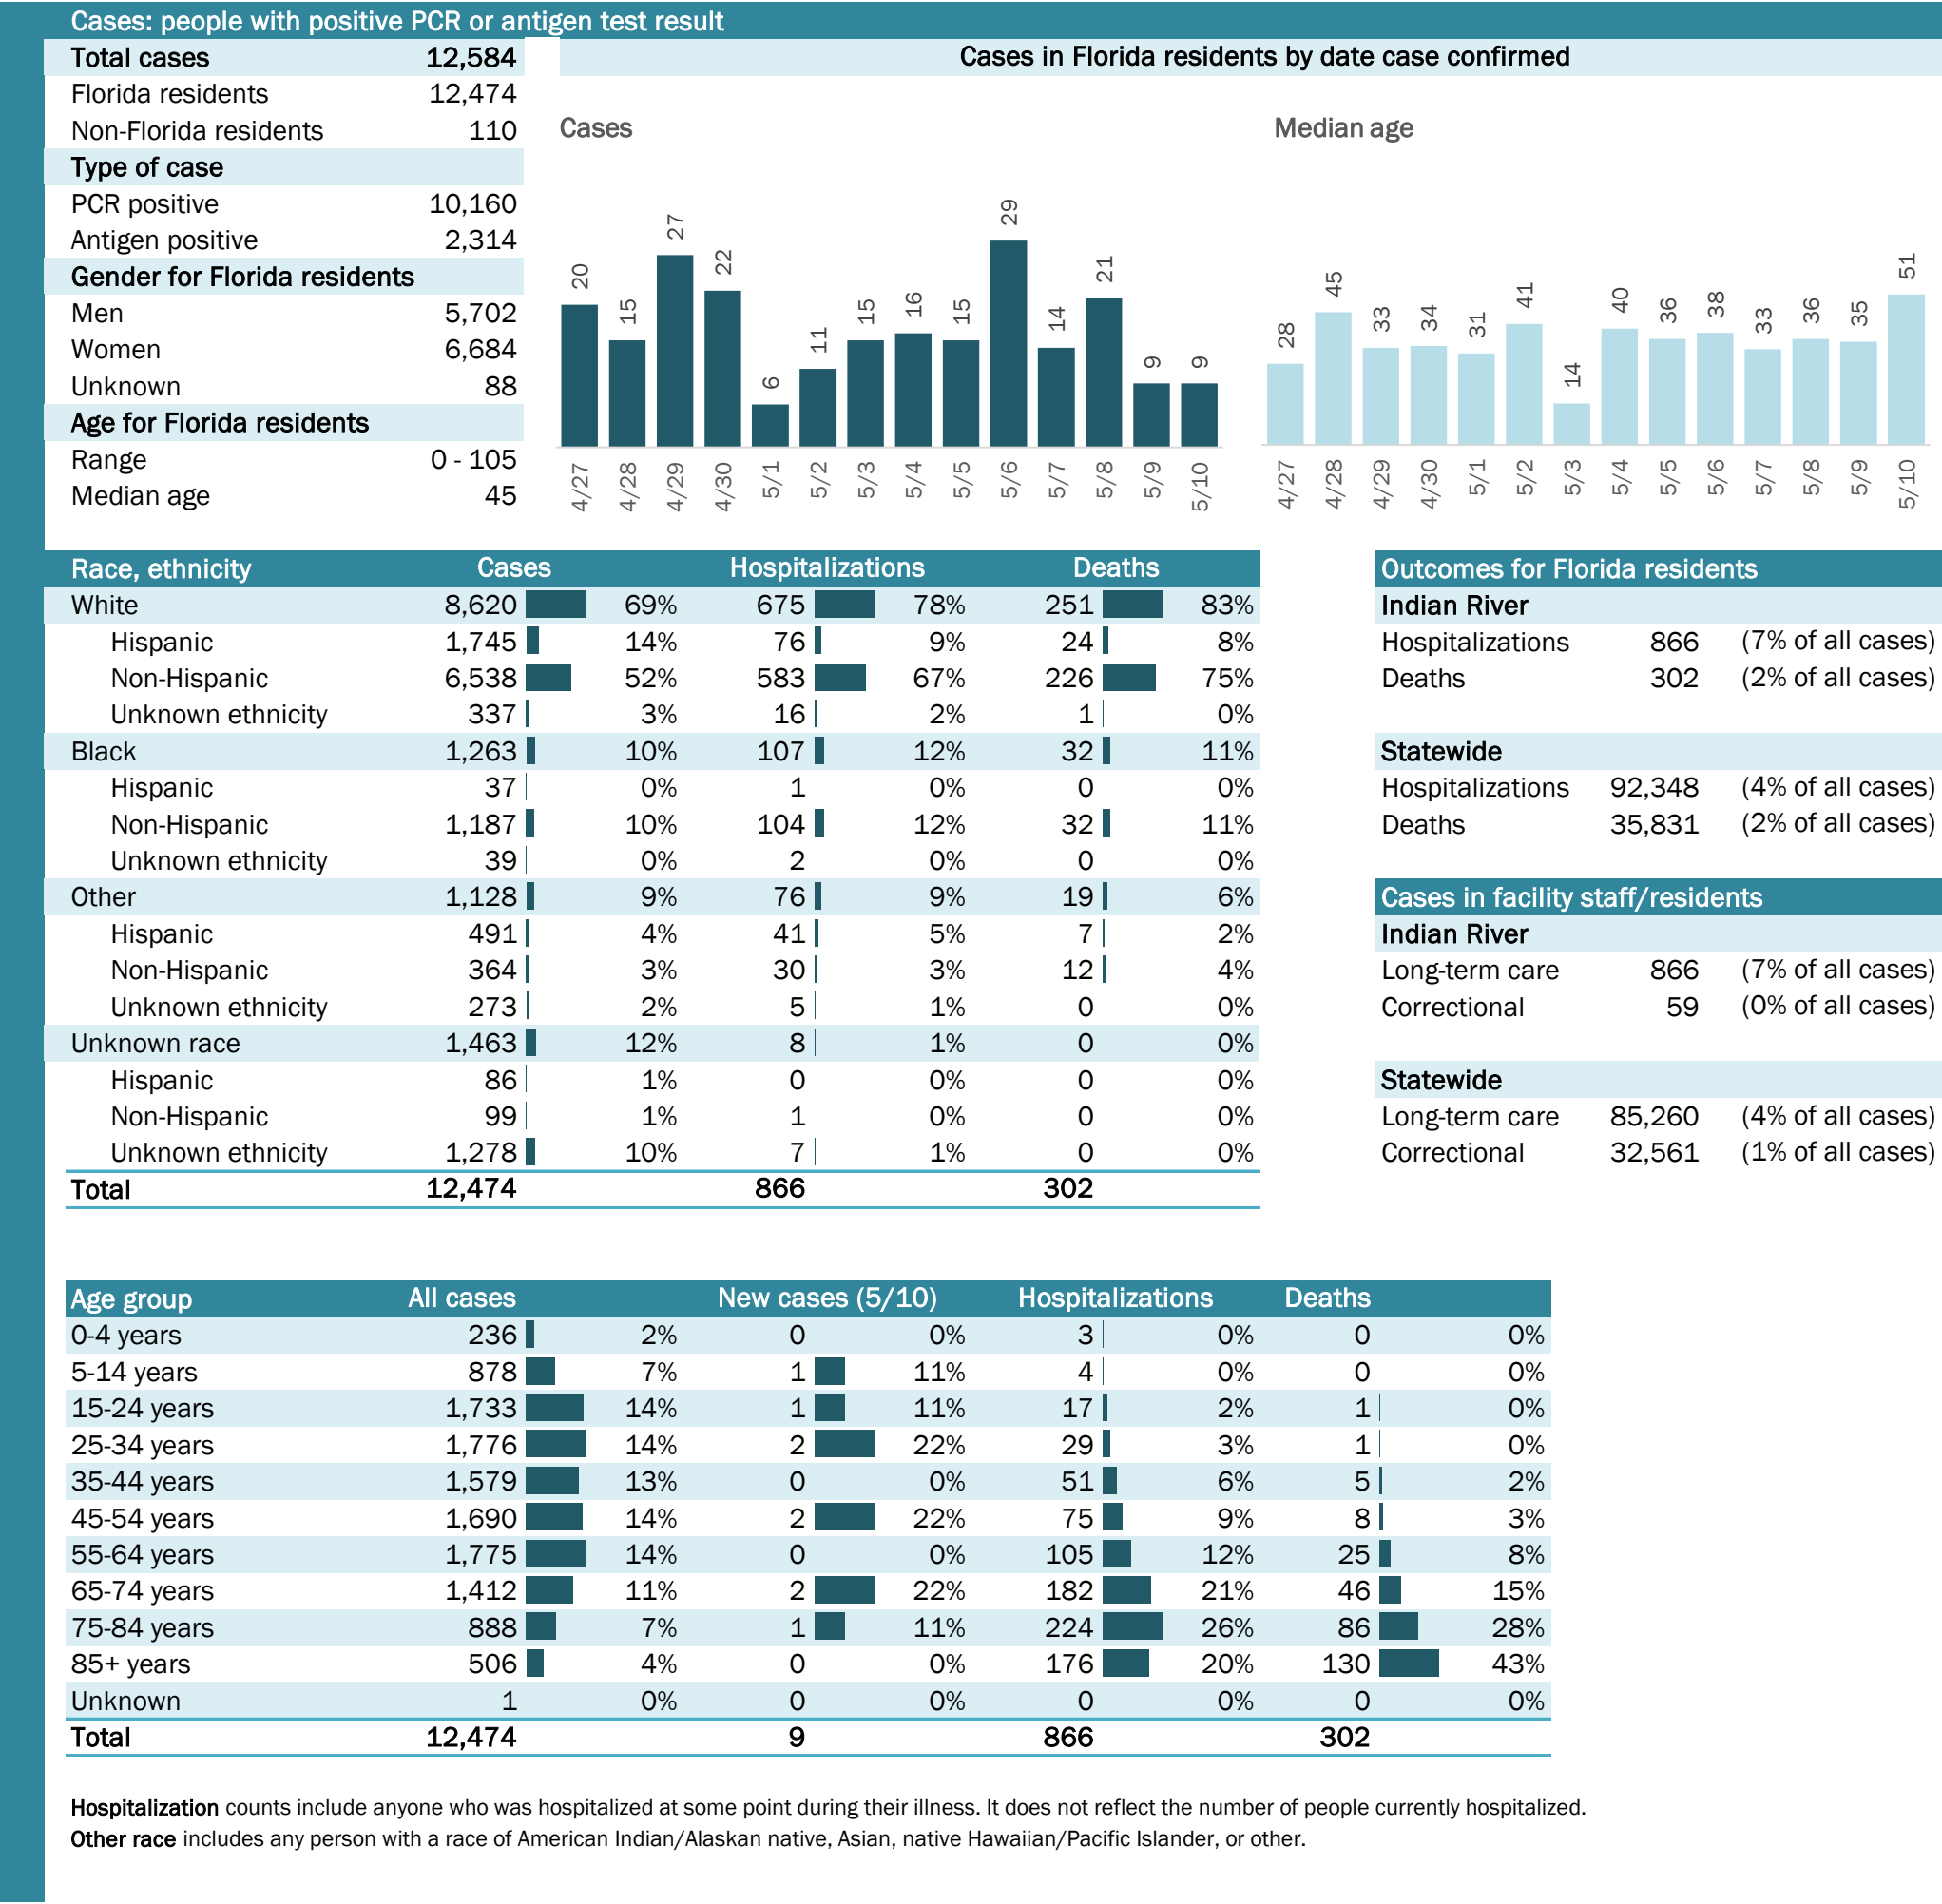 Cases: people with positive PCR or antigen test result
Total cases 12,584
Florida residents 12,474
Non-Florida residents 110
Type of case
PCR positive 10,160
Antigen positive 2,314
Gender for Florida residents
Men 5,702
Women 6,684
Unknown 88
Age for Florida residents
Range 0 - 105
Median age 45
Cases in Florida residents by date case confirmed
Cases
20 15 27 22 6 11 15 16 15 29 14 21 9 9
4/27 4/28 4/29 4/30 5/1 5/2 5/3 5/4 5/5 5/6 5/7 5/8 5/9 5/10
Median age
28 45 33 34 31 41 14 40 36 38 33 36 35 51
4/27 4/28 4/29 4/30 5/1 5/2 5/3 5/4 5/5 5/6 5/7 5/8 5/9 5/10
Race, ethnicity Cases Hospitalizations Deaths
White 8,620 69% 675 78% 251 83%
Hispanic 1,745 14% 76 9% 24 8%
Non-Hispanic 6,538 52% 583 67% 226 75%
Unknown ethnicity 337 3% 16 2% 1 0%
Black 1,263 10% 107 12% 32 11%
Hispanic 37 0% 1 0% 0 0%
Non-Hispanic 1,187 10% 104 12% 32 11%
Unknown ethnicity 39 0% 2 0% 0 0%
Other 1,128 9% 76 9% 19 6%
Hispanic 491 4% 41 5% 7 2%
Non-Hispanic 364 3% 30 3% 12 4%
Unknown ethnicity 273 2% 5 1% 0 0%
Unknown race 1,463 12% 8 1% 0 0%
Hispanic 86 1% 0 0% 0 0%
Non-Hispanic 99 1% 1 0% 0 0%
Unknown ethnicity 1,278 10% 7 1% 0 0%
Total 12,474 866 302
Outcomes for Florida residents
Indian River
Hospitalizations 866 (7% of all cases)
Deaths 302 (2% of all cases)
Statewide
Hospitalizations 92,348 (4% of all cases)
Deaths 35,831 (2% of all cases)
Cases in facility staff/residents
Indian River
Long-term care 866 (7% of all cases)
Correctional 59 (0% of all cases)
Statewide
Long-term care 85,260 (4% of all cases)
Correctional 32,561 (1% of all cases)
Age group All cases New cases (5/10) Hospitalizations Deaths
0-4 years 236 2% 0 0% 3 0% 0 0%
5-14 years 878 7% 1 11% 4 0% 0 0%
15-24 years 1,733 14% 1 11% 17 2% 1 0%
25-34 years 1,776 14% 2 22% 29 3% 1 0%
35-44 years 1,579 13% 0 0% 51 6% 5 2%
45-54 years 1,690 14% 2 22% 75 9% 8 3%
55-64 years 1,775 14% 0 0% 105 12% 25 8%
65-74 years 1,412 11% 2 22% 182 21% 46 15%
75-84 years 888 7% 1 11% 224 26% 86 28%
85+ years 506 4% 0 0% 176 20% 130 43%
Unknown 1 0% 0 0% 0 0% 0 0%
Total 12,474 9 866 302
Hospitalization counts include anyone who was hospitalized at some point during their illness. It does not reflect the number of people currently hospitalized.
Other race includes any person with a race of American Indian/Alaskan native, Asian, native Hawaiian/Pacific Islander, or other.